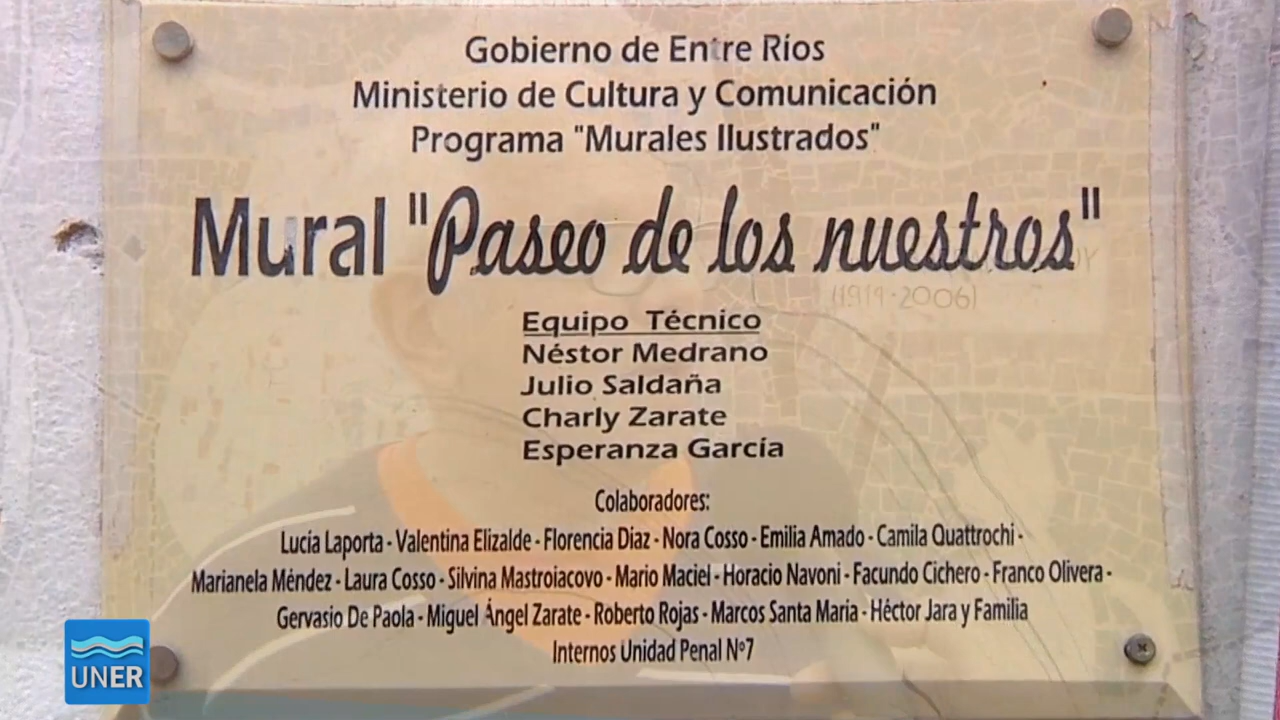 Gobierno de Entre Ríos
Ministerio de Cultura y Comunicación
Programa "Murales Ilustrados"
Mural "Paseo de los nuestros"
(1919-2006)
Equipo Técnico
Néstor Medrano
Julio Saldaña
Charly Zarate
Esperanza García
Colaboradores:
Lucía Laporta - Valentina Elizalde - Florencia Diaz - Nora Cosso - Emilia Amado - Camila Quattrochi -
Marianela Méndez - Laura Cosso - Silvina Mastroiacovo - Mario Maciel - Horacio Navoni - Facundo Cichero - Franco Olivera -
Gervasio De Paola - Miguel Ángel Zarate - Roberto Rojas - Marcos Santa Maria - Héctor Jara y Familia
Internos Unidad Penal Nº7
UNER